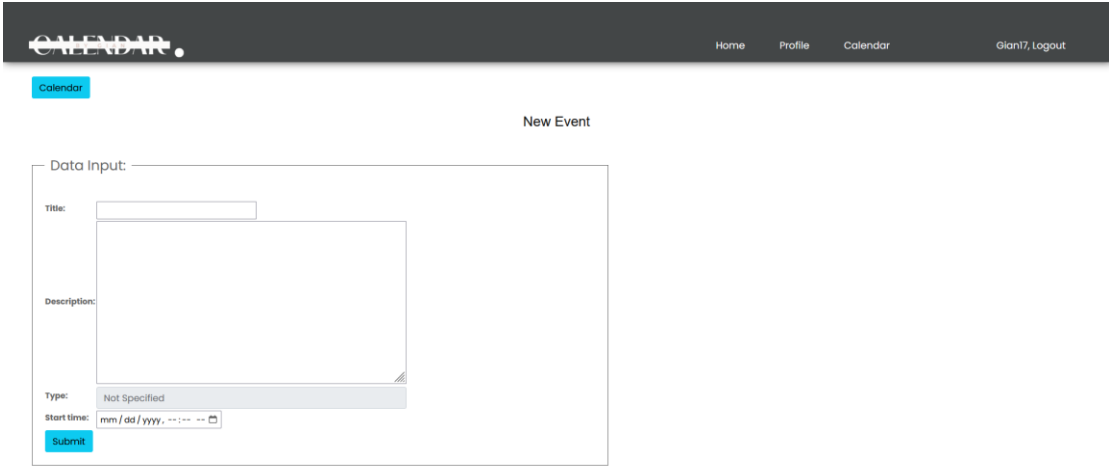 CALENDAR.
Home Profile Calendar Gian17, Logout
Calendar
New Event
Data Input:
Title:
Description:
Type: Not Specified
Start time: mm/dd/yyyy, --:-- --
Submit